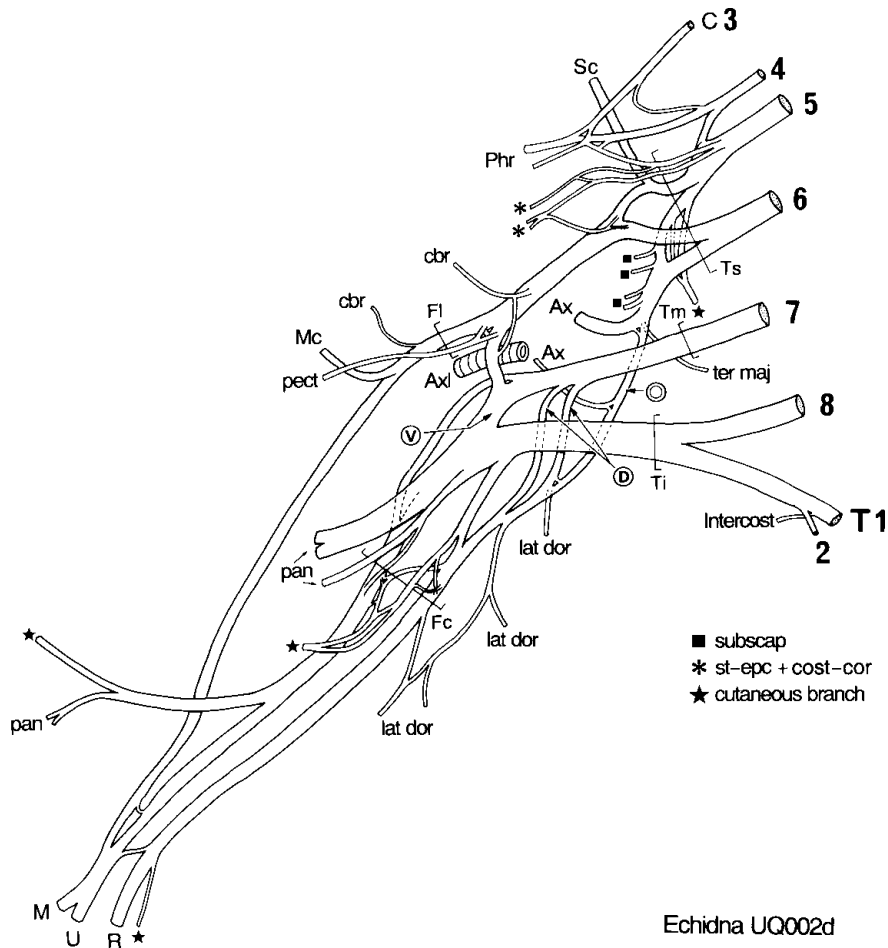 C 3
Sc
4
5
Phr
*
*
6
cbr
■
■
■
Ts
cbr
Fl
Ax
Tm ★
7
Mc
Ax
pect
Axl
ter maj
◎
8
V
D
Ti
Intercost
T1
2
lat dor
pan
Fc
★
lat dor
★
pan
lat dor
■ subscap
* st-epc + cost-cor
★ cutaneous branch
M
U
R ★
Echidna UQ002d